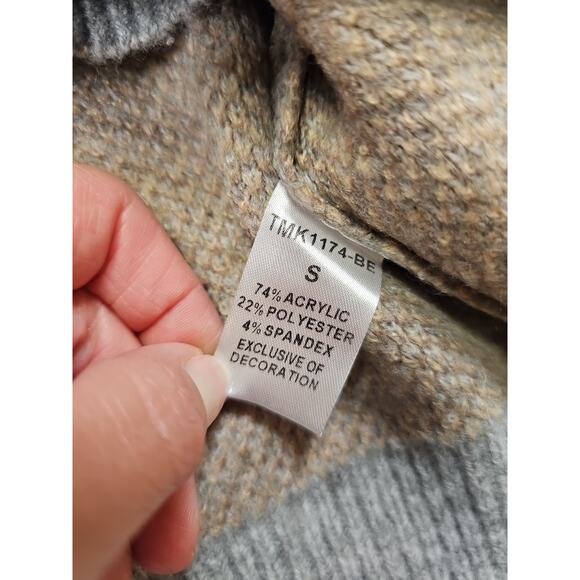 TMK1174-BE
S
74% ACRYLIC
22% POLYESTER
4% SPANDEX
EXCLUSIVE OF
DECORATION